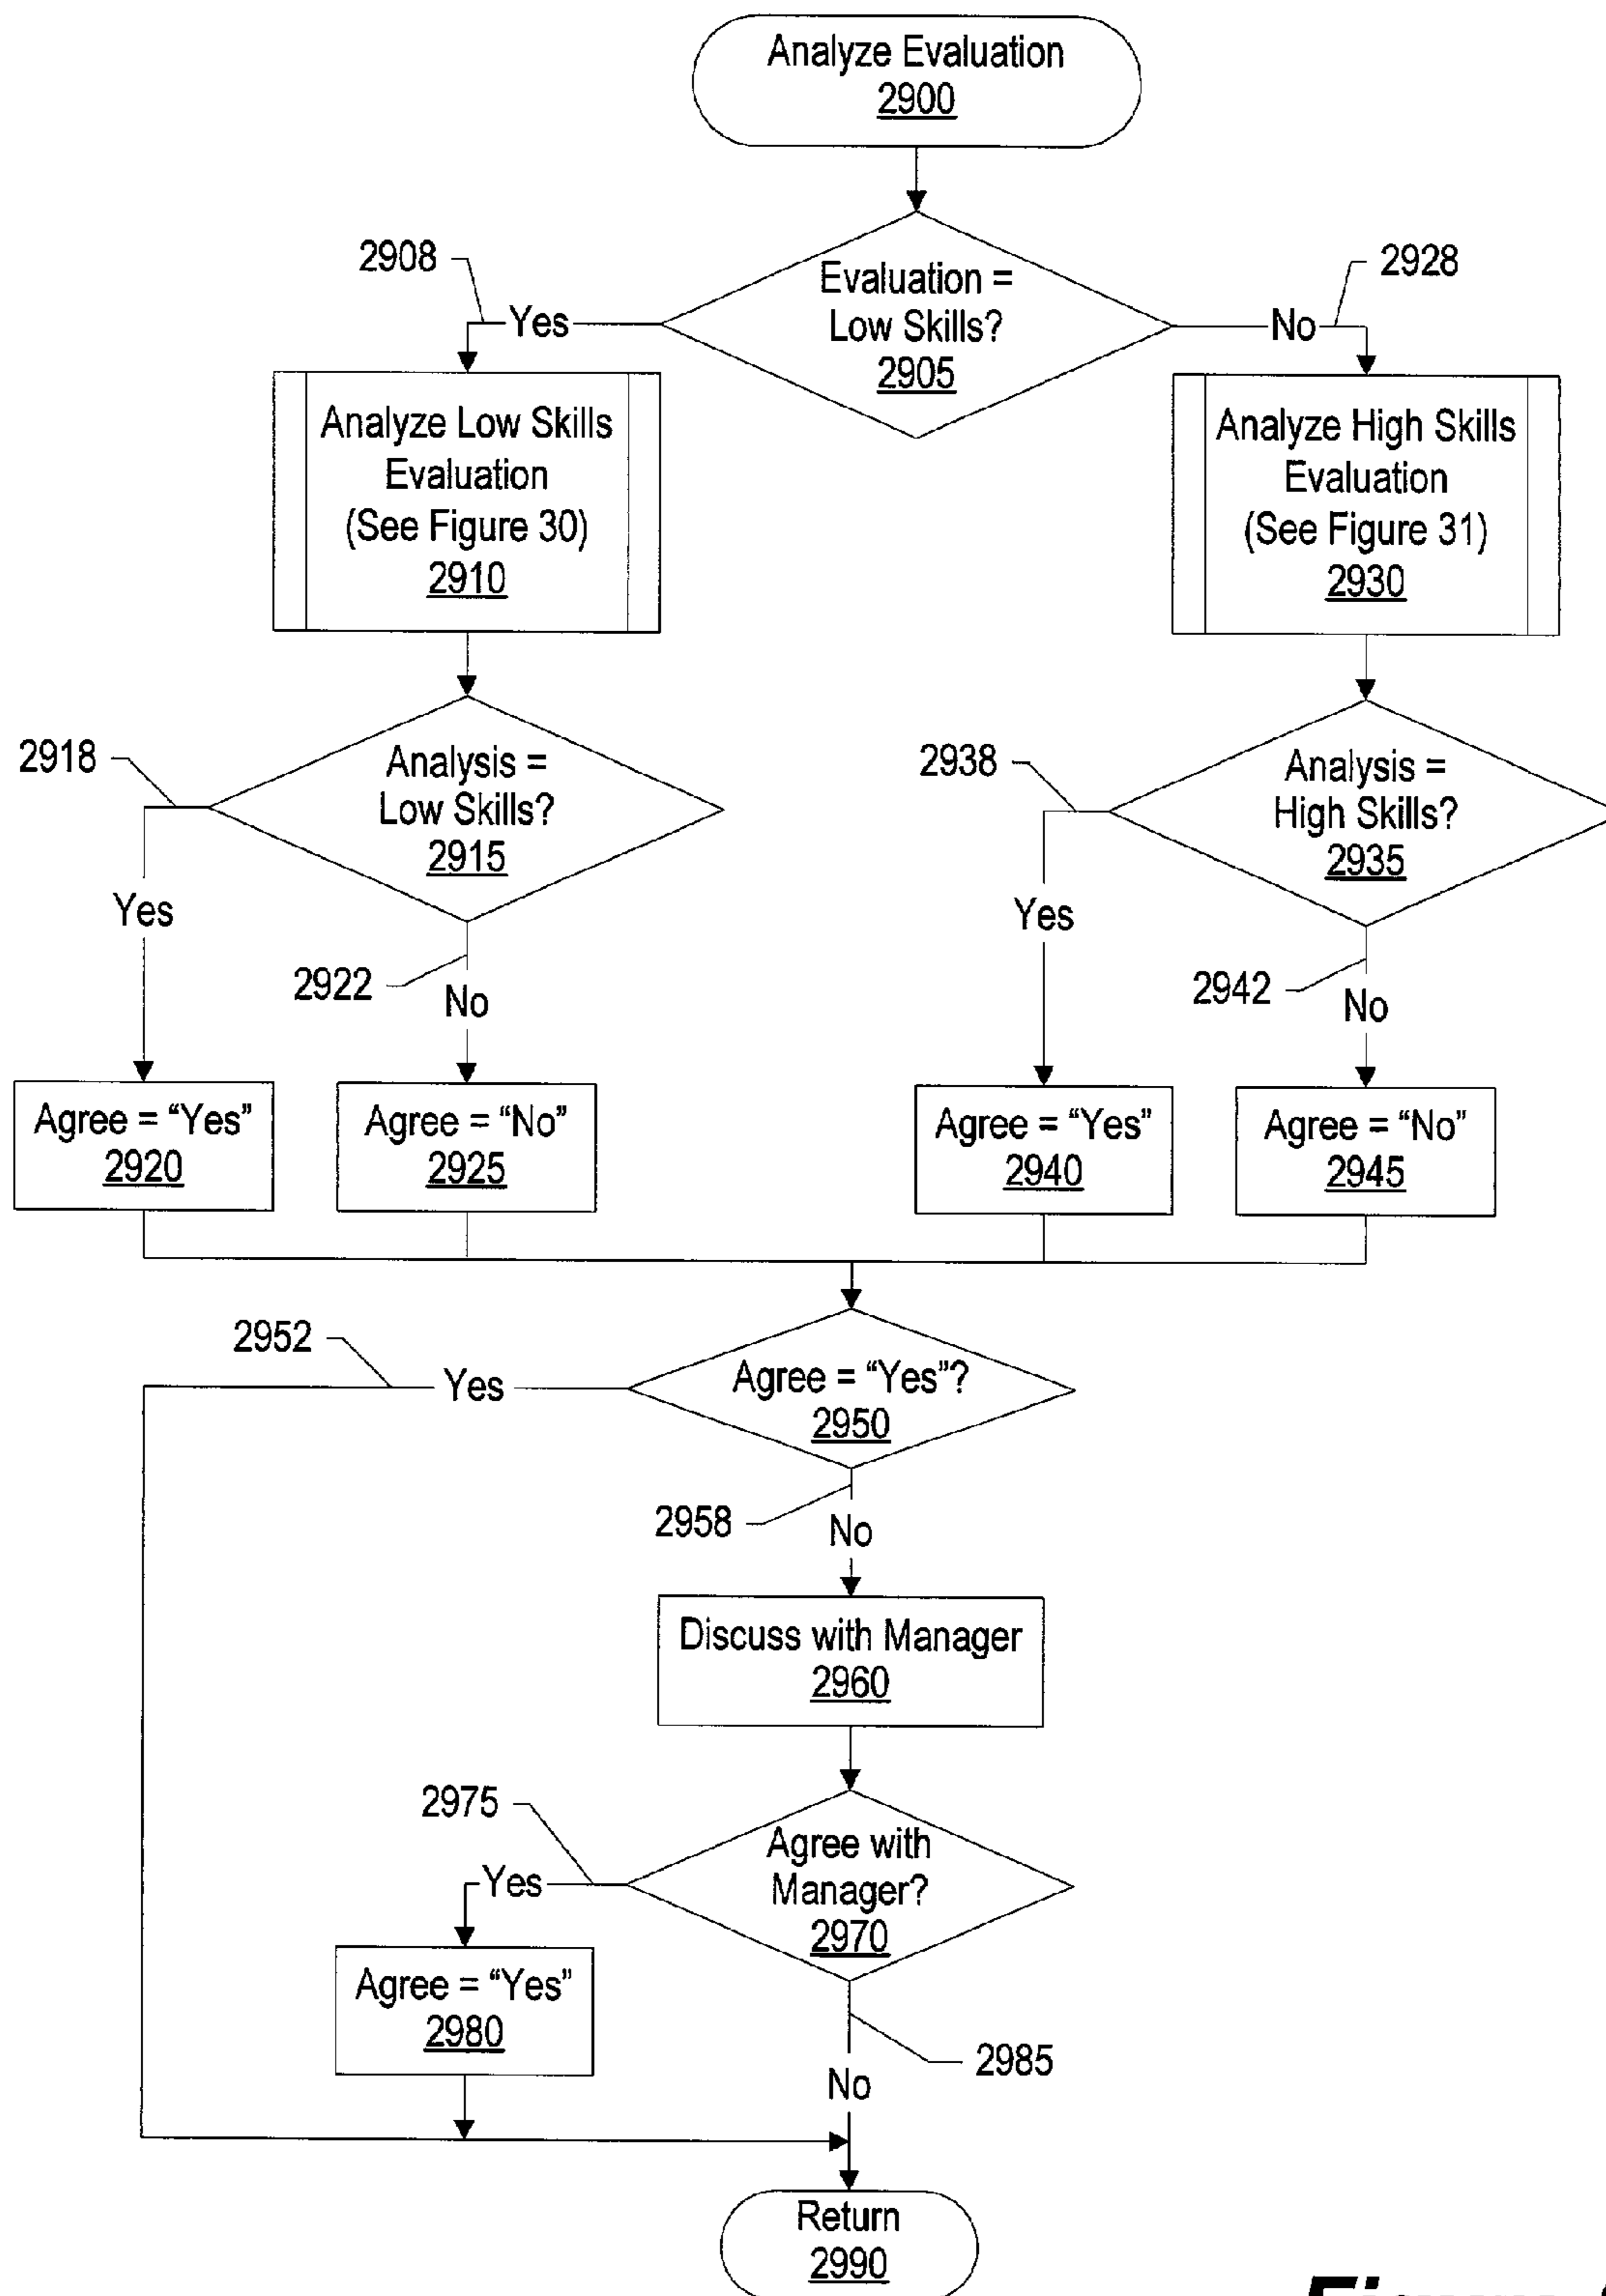 Analyze Evaluation
2900
2908
2928
Evaluation =
Low Skills?
2905
Yes
No
Analyze Low Skills
Evaluation
(See Figure 30)
2910
Analyze High Skills
Evaluation
(See Figure 31)
2930
2918
Analysis =
Low Skills?
2915
2938
Analysis =
High Skills?
2935
Yes
2922
No
Yes
2942
No
Agree = “Yes”
2920
Agree = “No”
2925
Agree = “Yes”
2940
Agree = “No”
2945
2952
Yes
Agree = “Yes”?
2950
2958
No
Discuss with Manager
2960
2975
Yes
Agree with
Manager?
2970
Agree = “Yes”
2980
2985
No
Return
2990